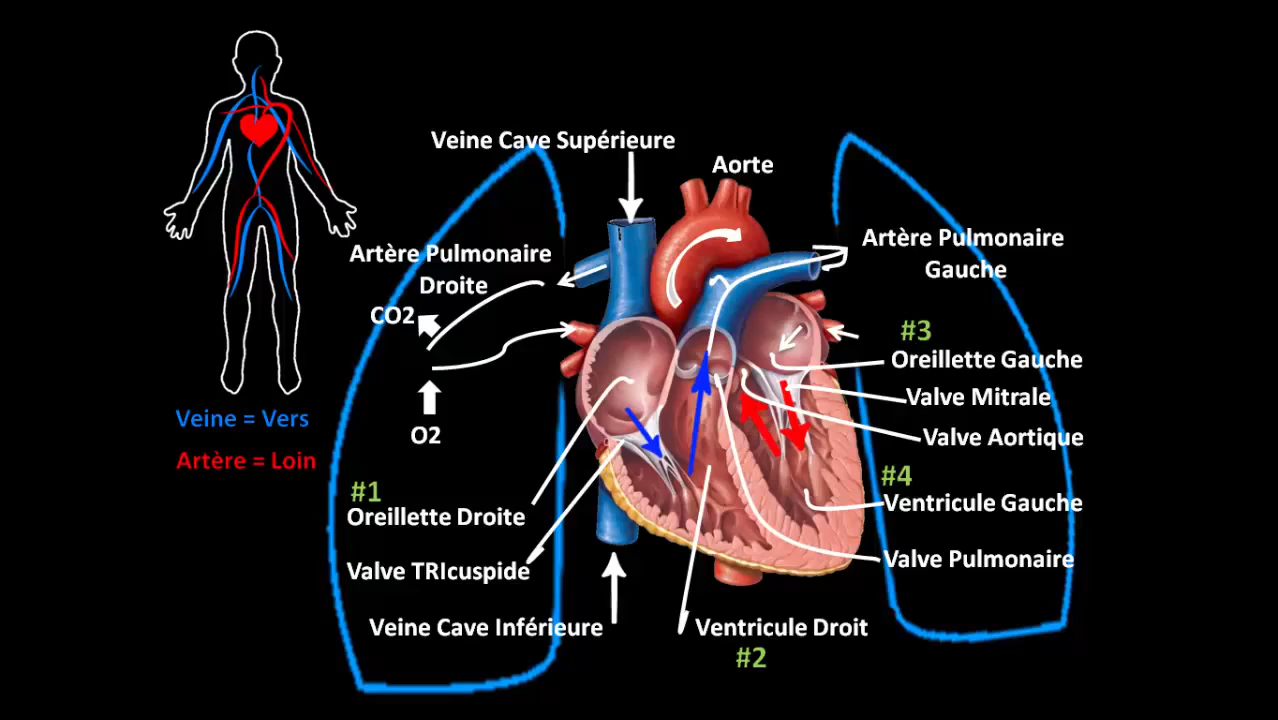 Veine Cave Supérieure
Aorte
Artère Pulmonaire
Droite
Artère Pulmonaire
Gauche
CO2
O2
Veine = Vers
Artère = Loin
#3
Oreillette Gauche
Valve Mitrale
Valve Aortique
#4
Ventricule Gauche
Valve Pulmonaire
#1
Oreillette Droite
Valve TRIcuspide
Veine Cave Inférieure
Ventricule Droit
#2